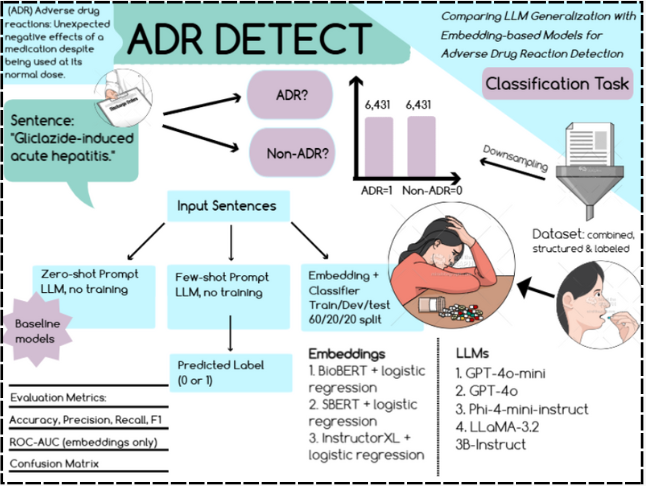 (ADR) Adverse drug
reactions: Unexpected
negative effects of a
medication despite
being used at its
normal dose.
ADR DETECT
Comparing LLM Generalization with
Embedding-based Models for
Adverse Drug Reaction Detection
Classification Task
Sentence:
"Gliclazide-induced
acute hepatitis."
ADR?
Non-ADR?
6,431
6,431
ADR=1
Non-ADR=0
Downsampling
Dataset: combined,
structured & labeled
Input Sentences
Zero-shot Prompt
LLM, no training
Few-shot Prompt
LLM, no training
Embedding +
Classifier
Train/Dev/test
60/20/20 split
Baseline
models
Predicted Label
(0 or 1)
Evaluation Metrics:
Accuracy, Precision, Recall, F1
ROC-AUC (embeddings only)
Confusion Matrix
Embeddings
1. BioBERT + logistic
regression
2. SBERT + logistic
regression
3. InstructorXL +
logistic regression
LLMs
1. GPT-4o-mini
2. GPT-4o
3. Phi-4-mini-instruct
4. LLaMA-3.2
3B-Instruct